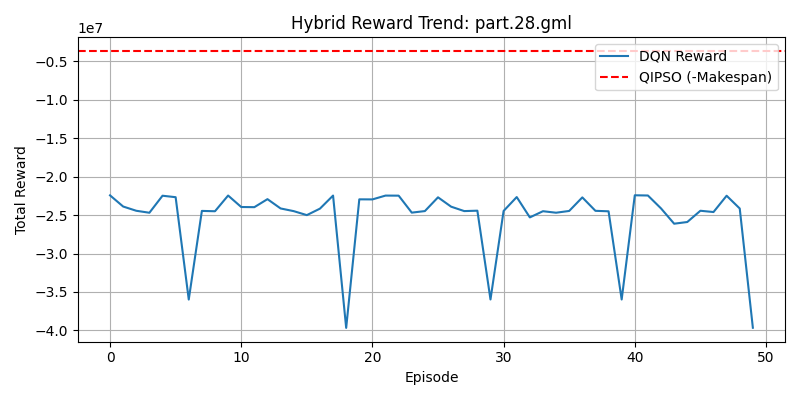 Hybrid Reward Trend: part.28.gml
1e7
DQN Reward
QIPSO (-Makespan)
−0.5
−1.0
−1.5
−2.0
−2.5
−3.0
−3.5
−4.0
Total Reward
0 10 20 30 40 50
Episode